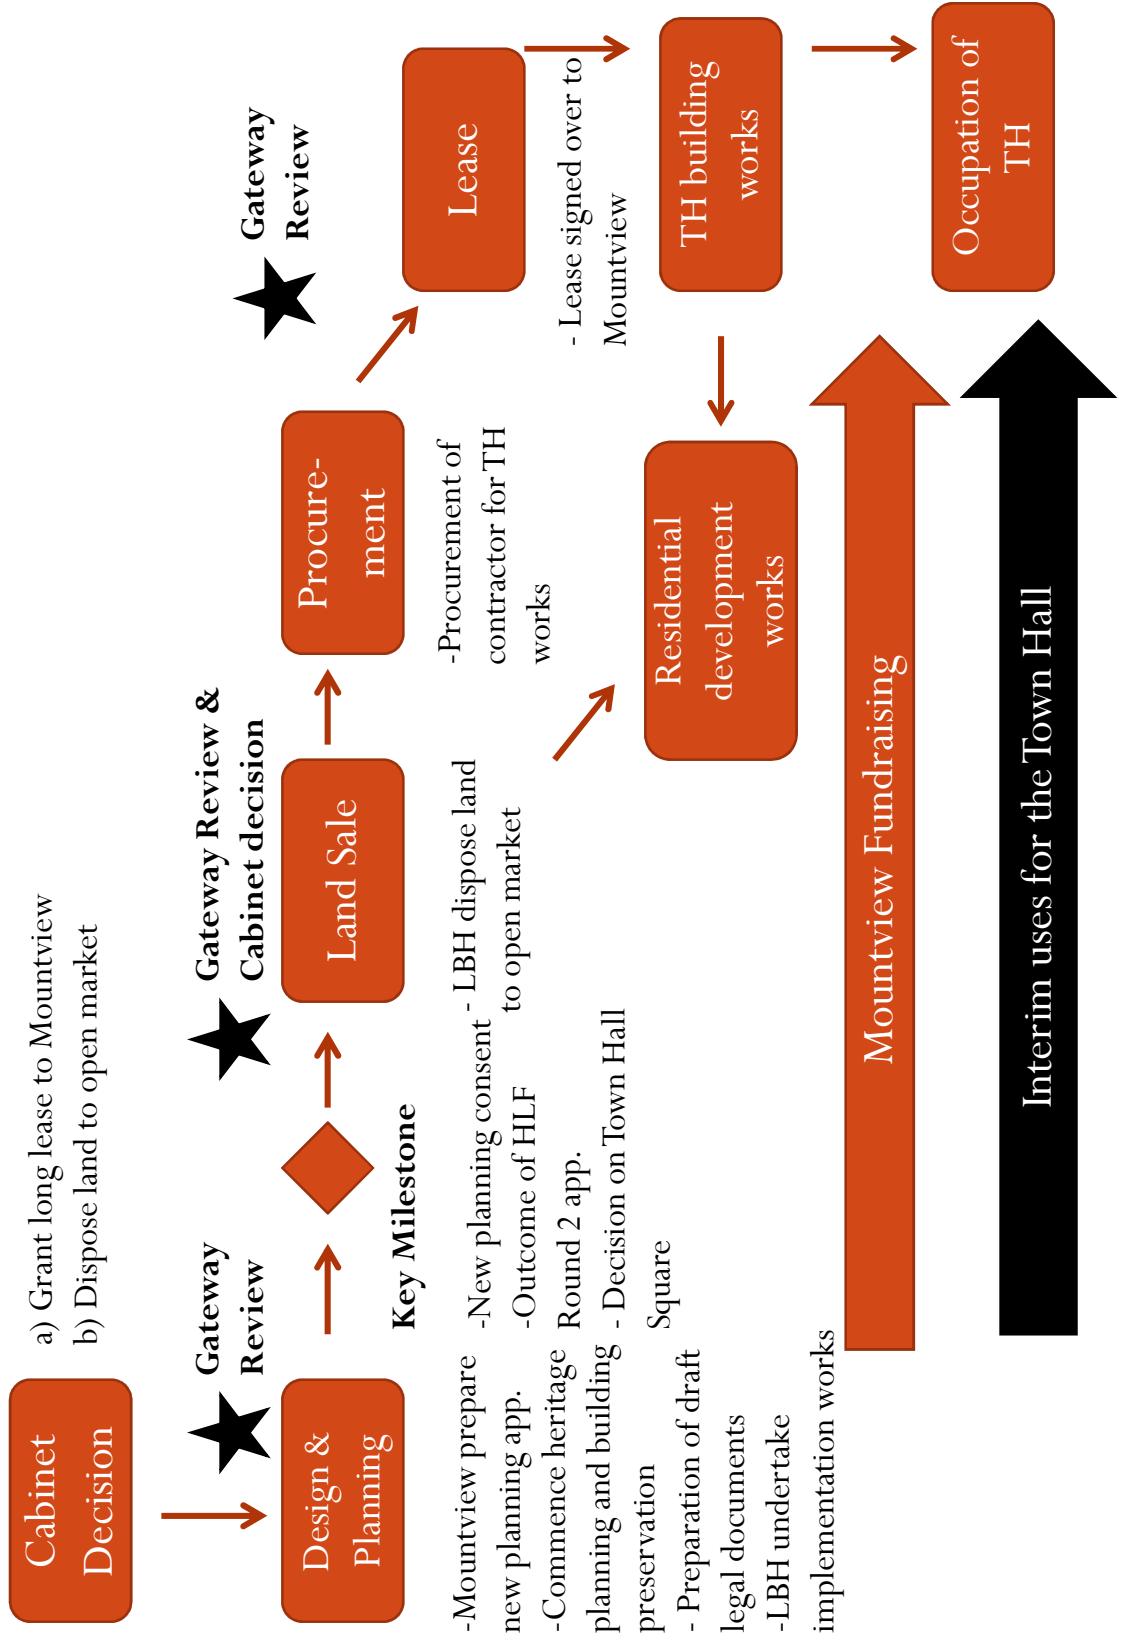 Cabinet
Decision
a) Grant long lease to Mountview
b) Dispose land to open market
Gateway
Review
Design &
Planning
-Mountview prepare
new planning app.
-Commence heritage
planning and building
preservation
- Preparation of draft
legal documents
-LBH undertake
implementation works
Key Milestone
-New planning consent
-Outcome of HLF
Round 2 app.
- Decision on Town Hall
Square
Gateway Review &
Cabinet decision
Land Sale
- LBH dispose land
to open market
Procure-
ment
-Procurement of
contractor for TH
works
Gateway
Review
Lease
- Lease signed over to
Mountview
TH building
works
Residential
development
works
Occupation of
TH
Mountview Fundraising
Interim uses for the Town Hall